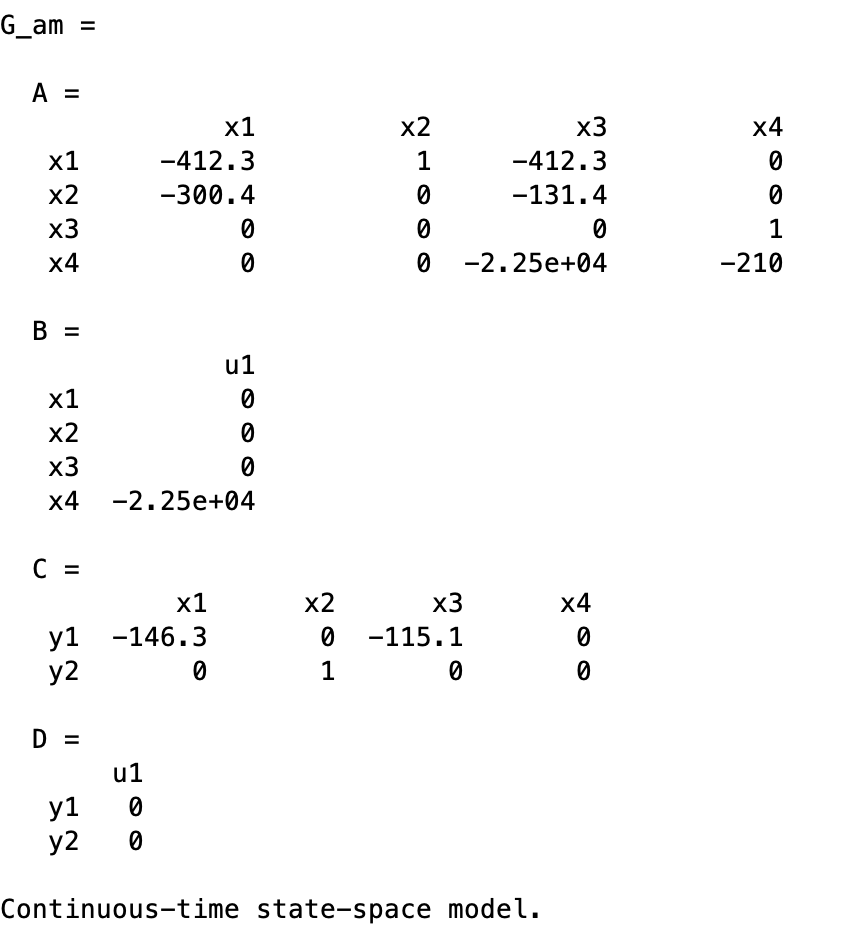 G_am =
A =
x1 x2 x3 x4
x1 -412.3 1 -412.3 0
x2 -300.4 0 -131.4 0
x3 0 0 0 1
x4 0 0 -2.25e+04 -210
B =
u1
x1 0
x2 0
x3 0
x4 -2.25e+04
C =
x1 x2 x3 x4
y1 -146.3 0 -115.1 0
y2 0 1 0 0
D =
u1
y1 0
y2 0
Continuous-time state-space model.